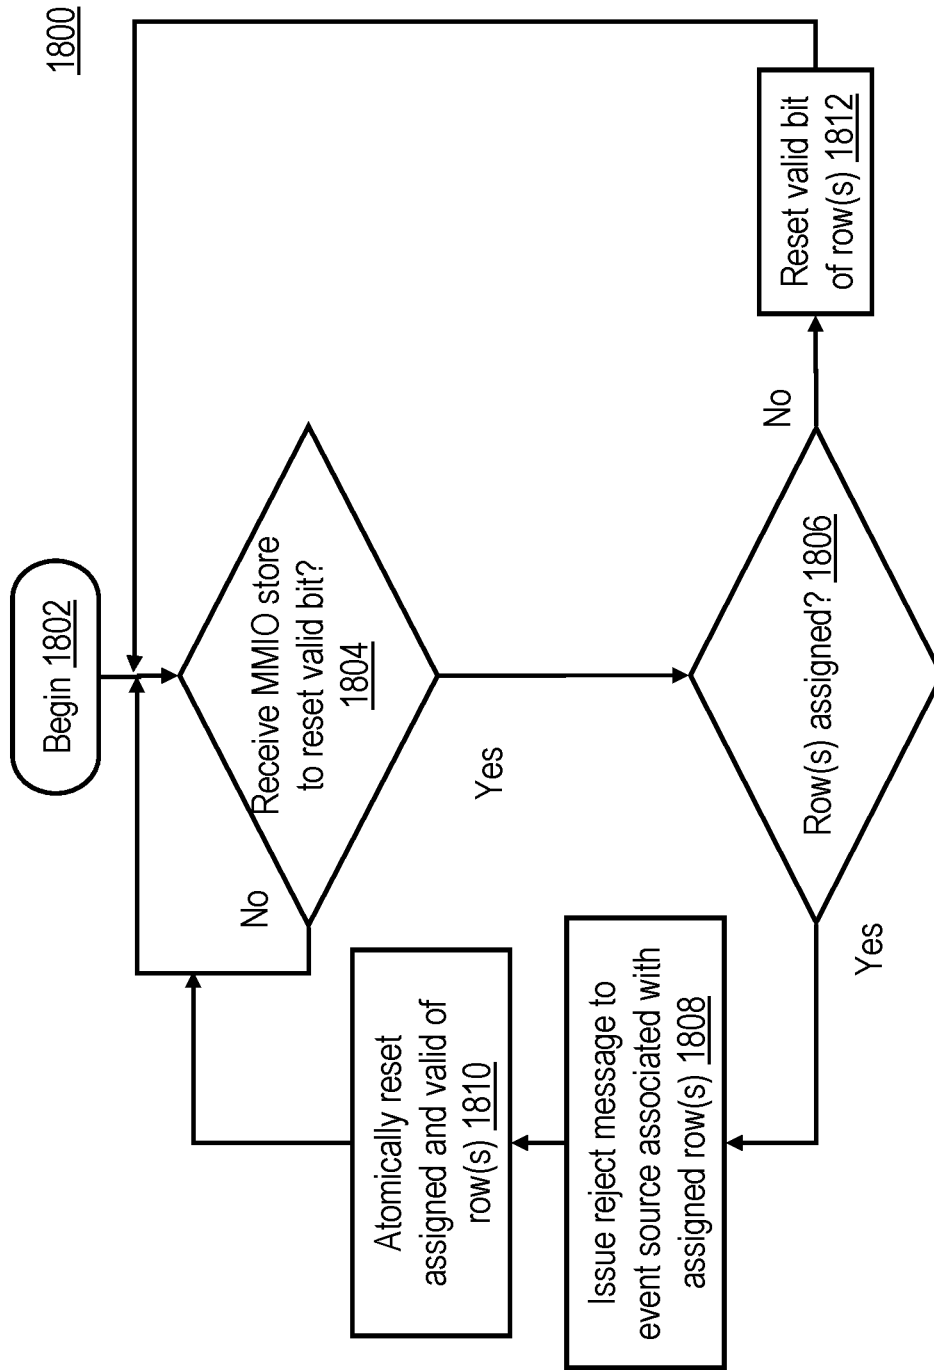 1800
Begin 1802
Receive MMIO store
to reset valid bit?
1804
No
Yes
Row(s) assigned? 1806
No
Reset valid bit
of row(s) 1812
Yes
Issue reject message to
event source associated with
assigned row(s) 1808
Atomically reset
assigned and valid of
row(s) 1810